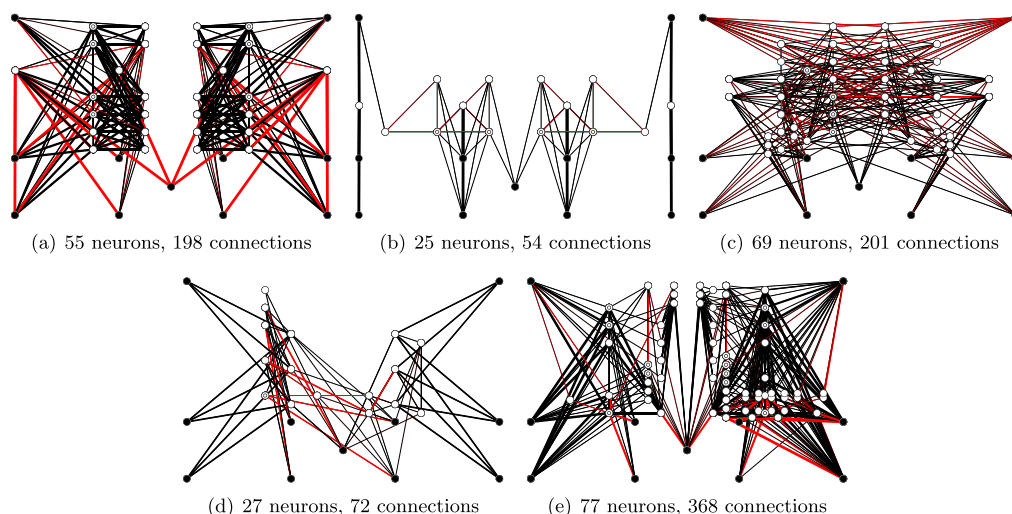 (a) 55 neurons, 198 connections
(b) 25 neurons, 54 connections
(c) 69 neurons, 201 connections
(d) 27 neurons, 72 connections
(e) 77 neurons, 368 connections